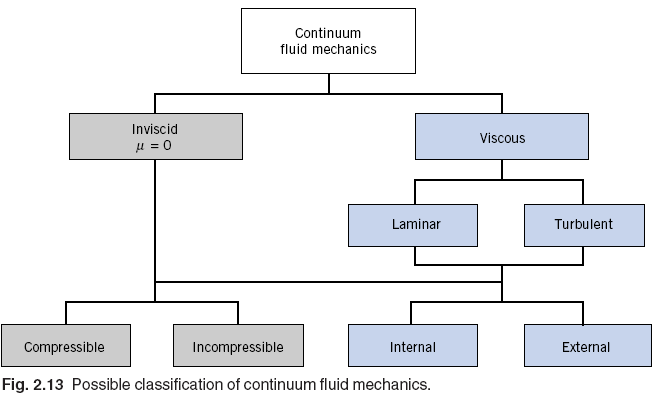 Continuum
fluid mechanics
Inviscid
μ = 0
Viscous
Laminar
Turbulent
Compressible
Incompressible
Internal
External
Fig. 2.13 Possible classification of continuum fluid mechanics.